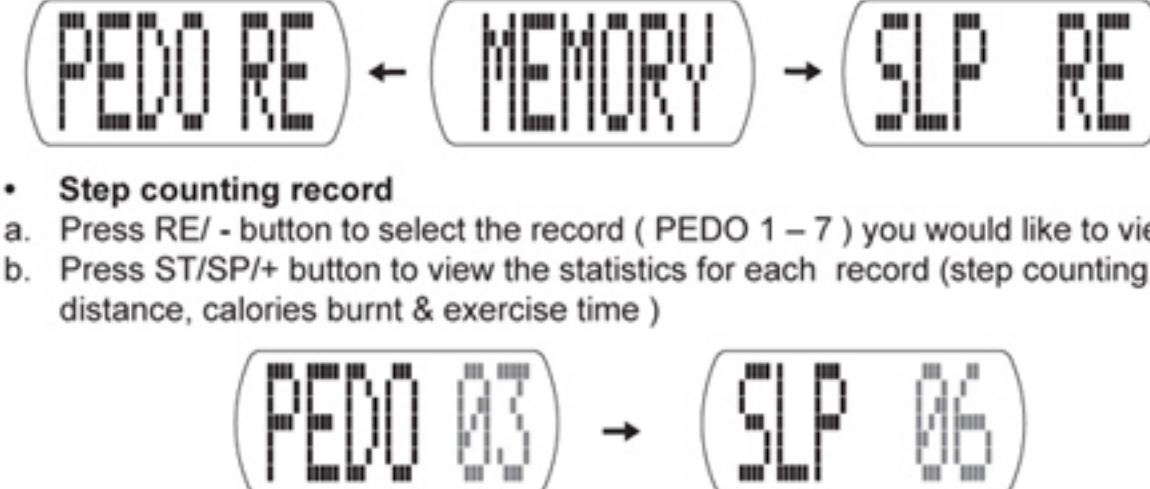 PEDO RE ← MEMORY → SLP RE
• Step counting record
a. Press RE/ - button to select the record ( PEDO 1 – 7 ) you would like to
b. Press ST/SP/+ button to view the statistics for each record (step counting
distance, calories burnt & exercise time )
PEDO 03 → SLP 06